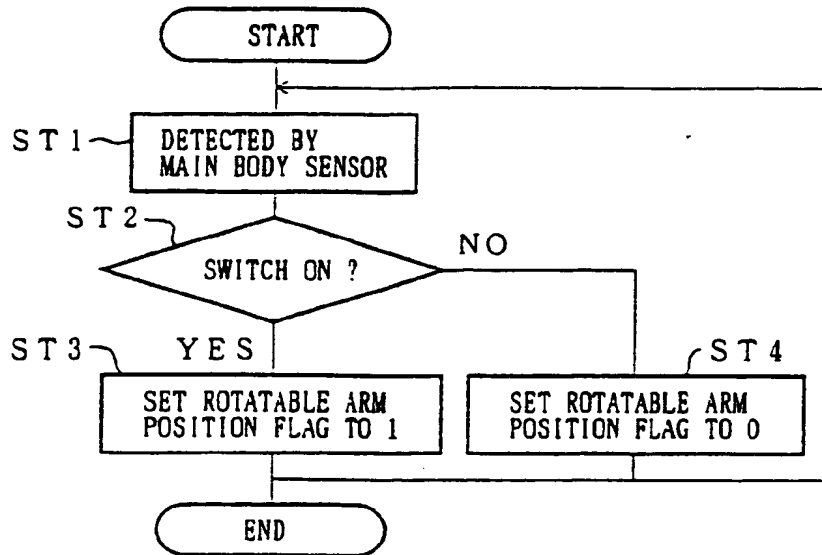 START
ST1
DETECTED BY
MAIN BODY SENSOR
ST2
SWITCH ON ?
NO
YES
ST3
SET ROTATABLE ARM
POSITION FLAG TO 1
ST4
SET ROTATABLE ARM
POSITION FLAG TO 0
END